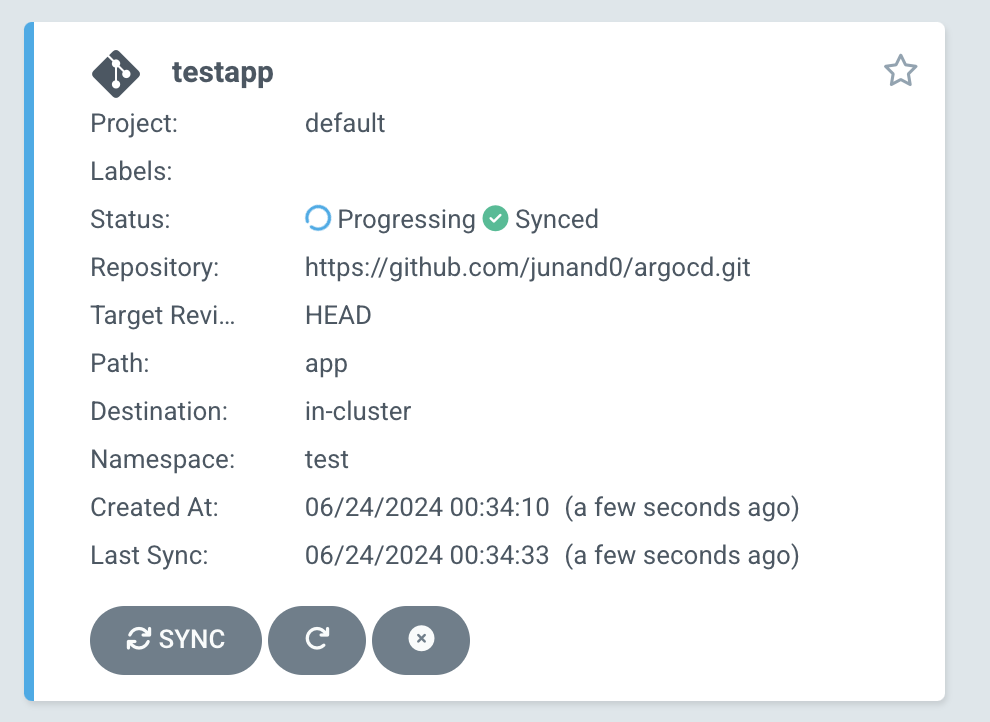 testapp
Project: default
Labels:
Status: Progressing Synced
Repository: https://github.com/junand0/argocd.git
Target Revi... HEAD
Path: app
Destination: in-cluster
Namespace: test
Created At: 06/24/2024 00:34:10 (a few seconds ago)
Last Sync: 06/24/2024 00:34:33 (a few seconds ago)
SYNC